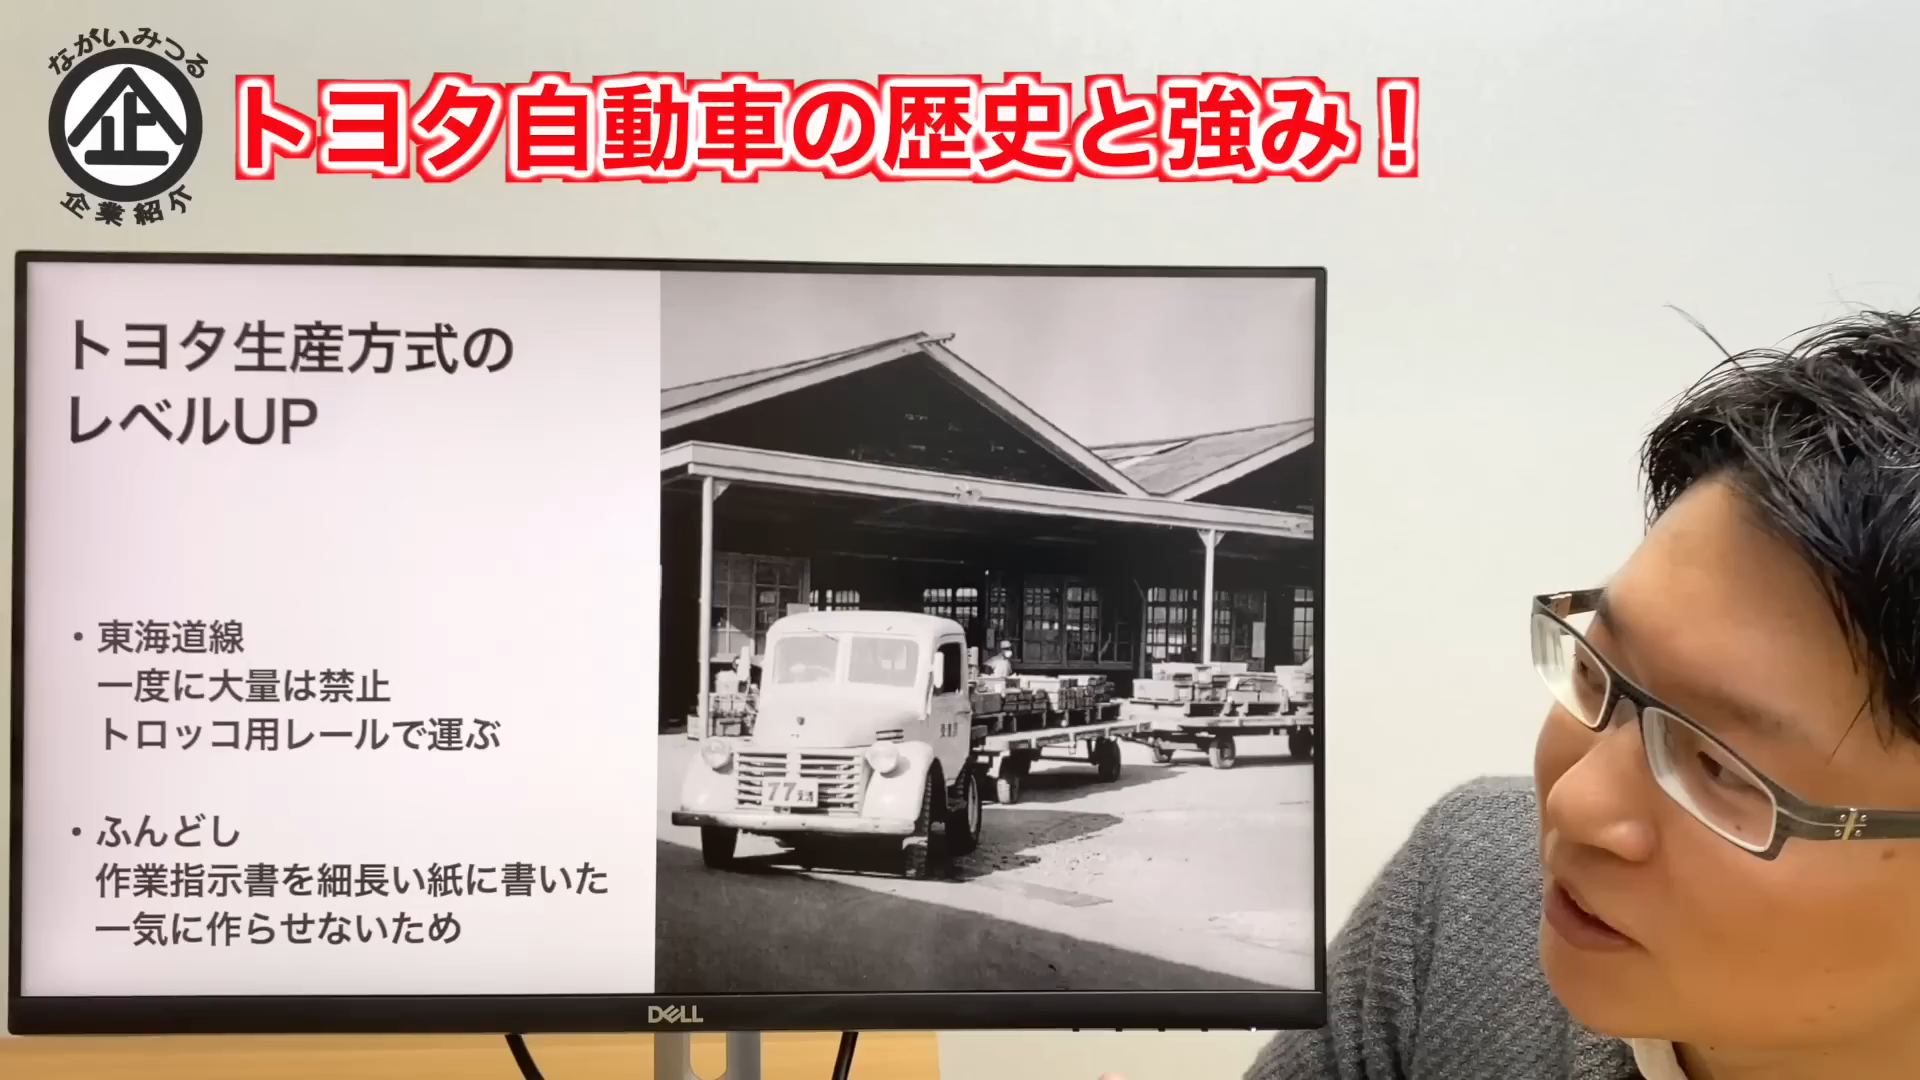 ながいみつる
企
企業紹介
トヨタ自動車の歴史と強み！
トヨタ生産方式の
レベルUP
・東海道線
一度に大量は禁止
トロッコ用レールで運ぶ
・ふんどし
作業指示書を細長い紙に書いた
一気に作らせないため
77
DELL